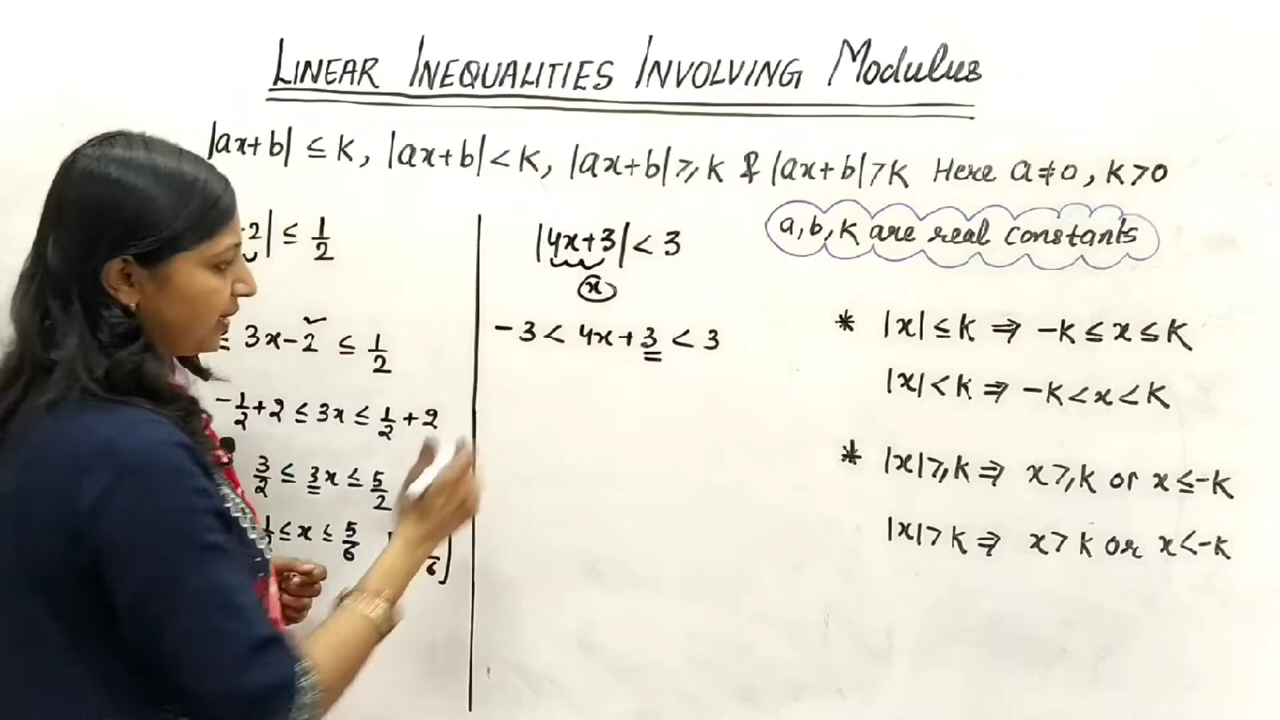 LINEAR INEQUALITIES INVOLVING Modulus
|ax+b| ≤ K, |ax+b| < K, |ax+b| ≥ K & |ax+b| > K Here a≠0, K>0
2| ≤ 1/2
3x-2 ≤ 1/2
-1/2+2 ≤ 3x ≤ 1/2+2
3/2 ≤ 3x ≤ 5/2
≤ x ≤ 5/6
|4x+3| < 3
x
-3 < 4x+3 < 3
a, b, K are real constants
* |x| ≤ K ⇒ -K ≤ x ≤ K
|x| < K ⇒ -K < x < K
* |x| ≥ K ⇒ x ≥ K or x ≤ -K
|x| > K ⇒ x > K or x < -K